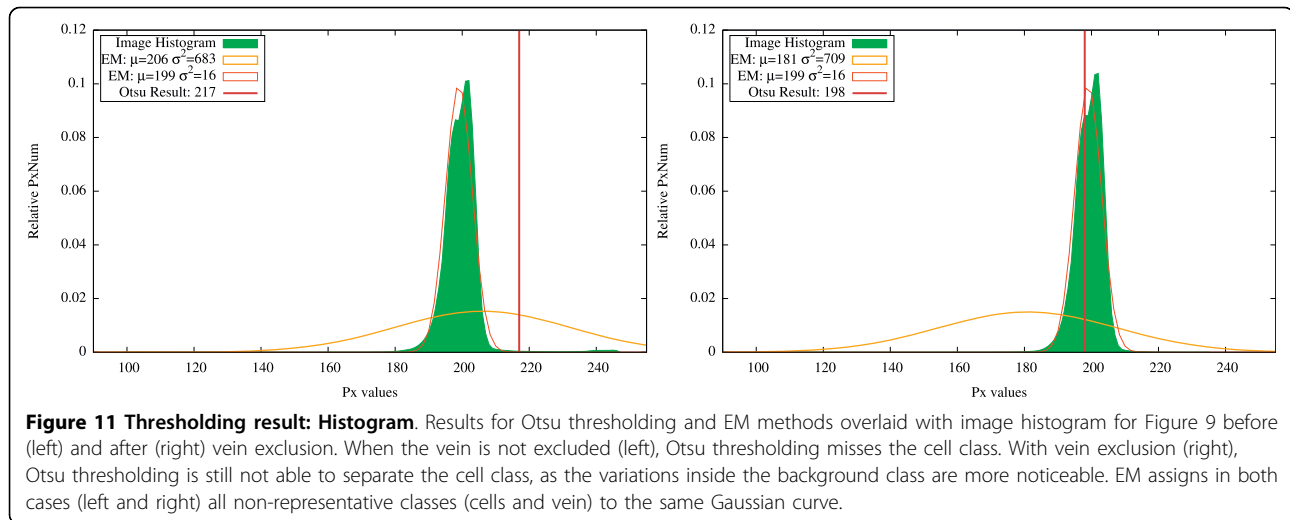 0.12
0.1
0.08
0.06
0.04
0.02
0
Relative PxNum
100 120 140 160 180 200 220 240
Px values
Image Histogram
EM: μ=206 σ²=683
EM: μ=199 σ²=16
Otsu Result: 217
0.12
0.1
0.08
0.06
0.04
0.02
0
Relative PxNum
100 120 140 160 180 200 220 240
Px values
Image Histogram
EM: μ=181 σ²=709
EM: μ=199 σ²=16
Otsu Result: 198
Figure 11 Thresholding result: Histogram. Results for Otsu thresholding and EM methods overlaid with image histogram for Figure 9 before
(left) and after (right) vein exclusion. When the vein is not excluded (left), Otsu thresholding misses the cell class. With vein exclusion (right),
Otsu thresholding is still not able to separate the cell class, as the variations inside the background class are more noticeable. EM assigns in both
cases (left and right) all non-representative classes (cells and vein) to the same Gaussian curve.